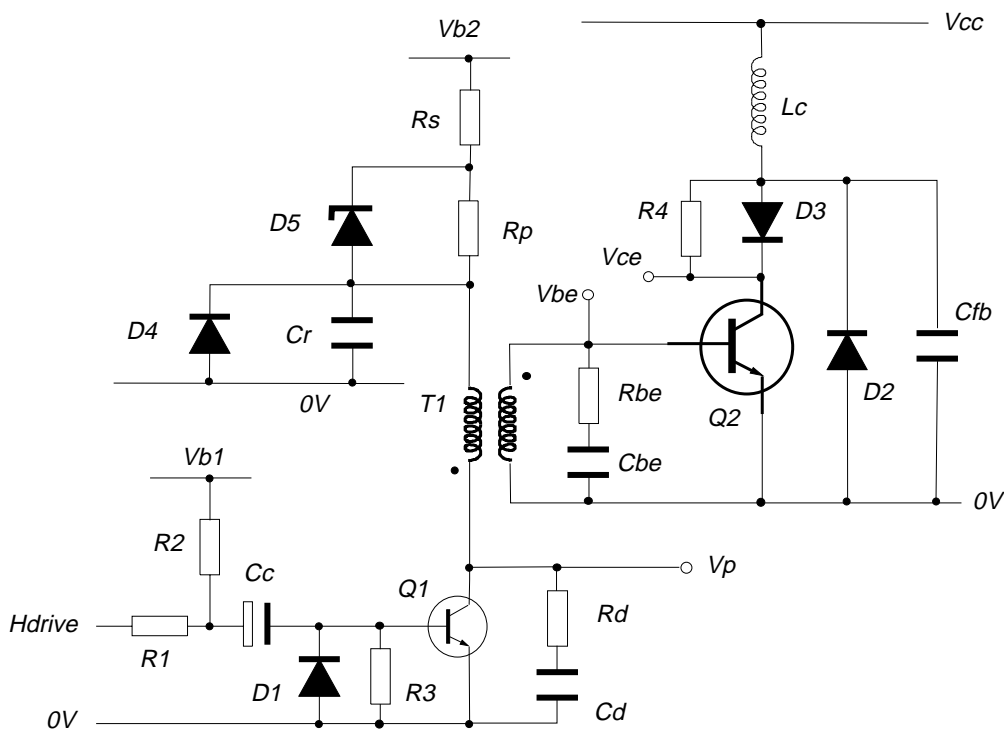 Vcc
Vb2
Lc
Rs
D5
Rp
R4
D3
Vce
Vbe
D4
Cr
Cfb
Rbe
D2
0V
T1
Q2
Cbe
Vb1
0V
R2
Cc
Q1
Vp
Hdrive
R1
Rd
D1
R3
Cd
0V